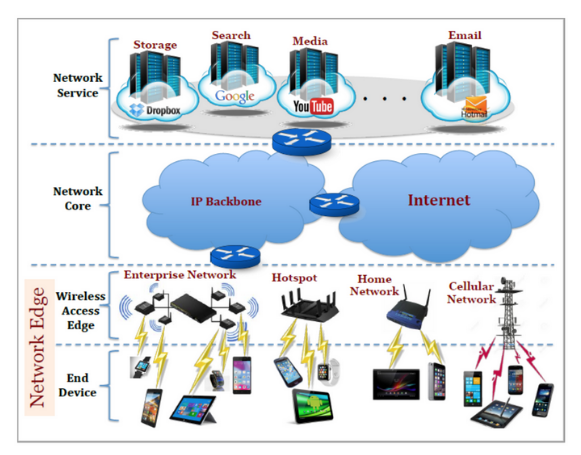 Storage
Search
Media
Email
Network
Service
Dropbox
Google
YouTube
Hotmail
Network
Core
IP Backbone
Internet
Network Edge
Wireless
Access
Edge
Enterprise Network
Hotspot
Home
Network
Cellular
Network
End
Device